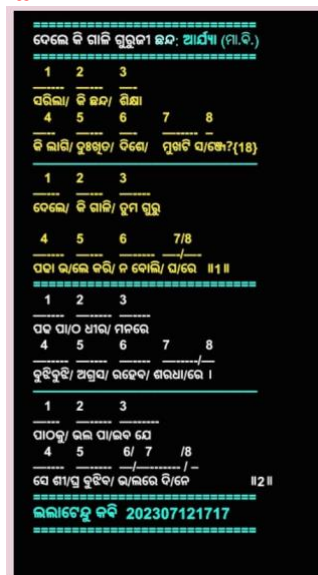 ଦେଲେ କି ଗାଳି ଗୁରୁଜୀ ଛନ୍ଦ: ଆର୍ଯ୍ୟା (ମା.ବି.)
1 2 3
ସରିଲା/ କି ଛନ୍ଦ/ ଶିକ୍ଷା
4 5 6 7 8
କି ଲାଗି/ ଦୁଃଖିତ/ ଦିଶେ/ ମୁଖଟି ସ/ଞ୍ଜେ?{18}
1 2 3
ଦେଲେ/ କି ଗାଳି/ ତୁମ ଗୁରୁ
4 5 6 7/8
ପଢା ଭ/ଲେ କରି/ ନ ବୋଲି/ ଘ/ରେ ॥1॥
1 2 3
ପଢ ପା/ଠ ଧୀର/ ମନରେ
4 5 6 7 8
ବୁଝିବୁଝି/ ଅଗ୍ରସ/ ରହେବ/ ଶରଧା/ରେ ।
1 2 3
ପାଠକୁ/ ଭଲ ପା/ଇବ ଯେ
4 5 6/ 7 /8
ସେ ଶୀ/ଘ୍ର ବୁଝିବ/ ଭ/ଲରେ ଦି/ନେ ॥2॥
ଲଲାଟେନ୍ଦୁ କବି 202307121717